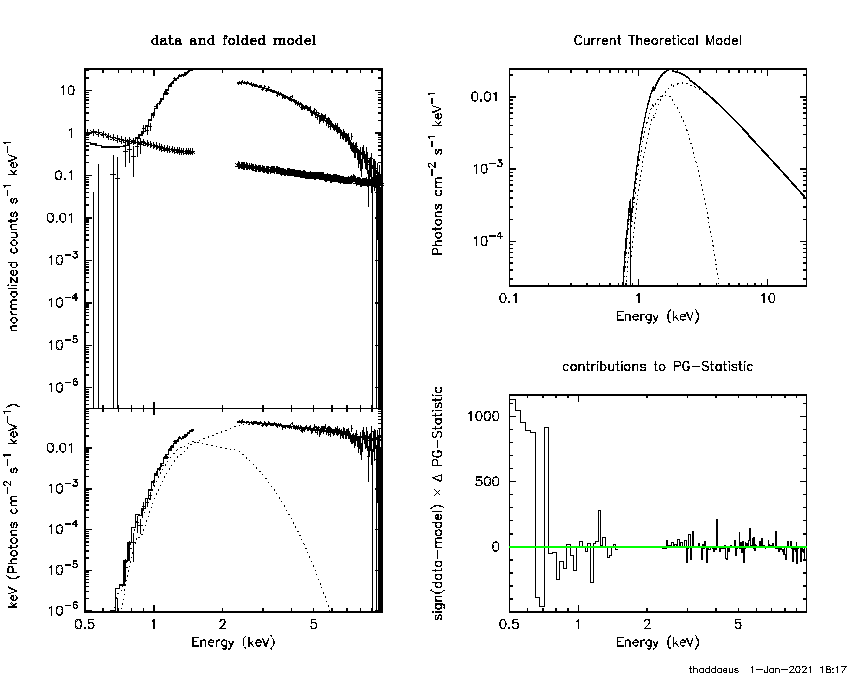 data and folded model
normalized counts s−1 keV−1
10
1
0.1
0.01
10−3
10−4
10−5
10−6
keV (Photons cm−2 s−1 keV−1)
0.01
10−3
10−4
10−5
10−6
0.5 1 2 5
Energy (keV)
Current Theoretical Model
Photons cm−2 s−1 keV−1
0.01
10−3
10−4
0.1 1 10
Energy (keV)
contributions to PG−Statistic
sign(data−model) × Δ PG−Statistic
1000
500
0
0.5 1 2 5
Energy (keV)
thaddaeus 1−Jan−2021 18:17